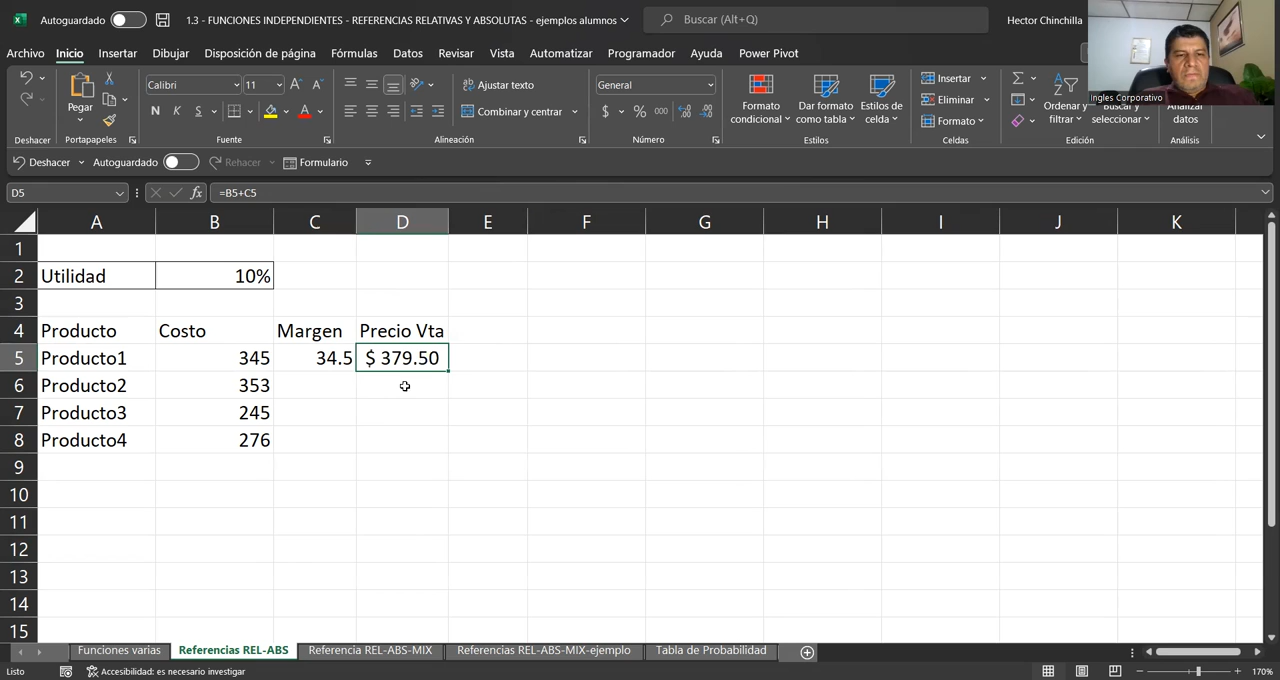 Autoguardado
1.3 - FUNCIONES INDEPENDIENTES - REFERENCIAS RELATIVAS Y ABSOLUTAS - ejemplos alumnos
Buscar (Alt+Q)
Hector Chinchilla
Archivo Inicio Insertar Dibujar Disposición de página Fórmulas Datos Revisar Vista Automatizar Programador Ayuda Power Pivot
Pegar
Calibri 11
N K S
Ajustar texto
Combinar y centrar
General
$ % 000
Formato condicional
Dar formato como tabla
Estilos de celda
Insertar
Eliminar
Formato
Ordenar y filtrar
Buscar y seleccionar
Analizar datos
Ingles Corporativo
Deshacer Portapapeles Fuente Alineación Número Estilos Celdas Edición Análisis
Deshacer Autoguardado Rehacer Formulario
D5 fx =B5+C5
A B C D E F G H I J K
1
2 Utilidad 10%
3
4 Producto Costo Margen Precio Vta
5 Producto1 345 34.5 $ 379.50
6 Producto2 353
7 Producto3 245
8 Producto4 276
9
10
11
12
13
14
15
Funciones varias Referencias REL-ABS Referencia REL-ABS-MIX Referencias REL-ABS-MIX-ejemplo Tabla de Probabilidad
Listo Accesibilidad: es necesario investigar 170%